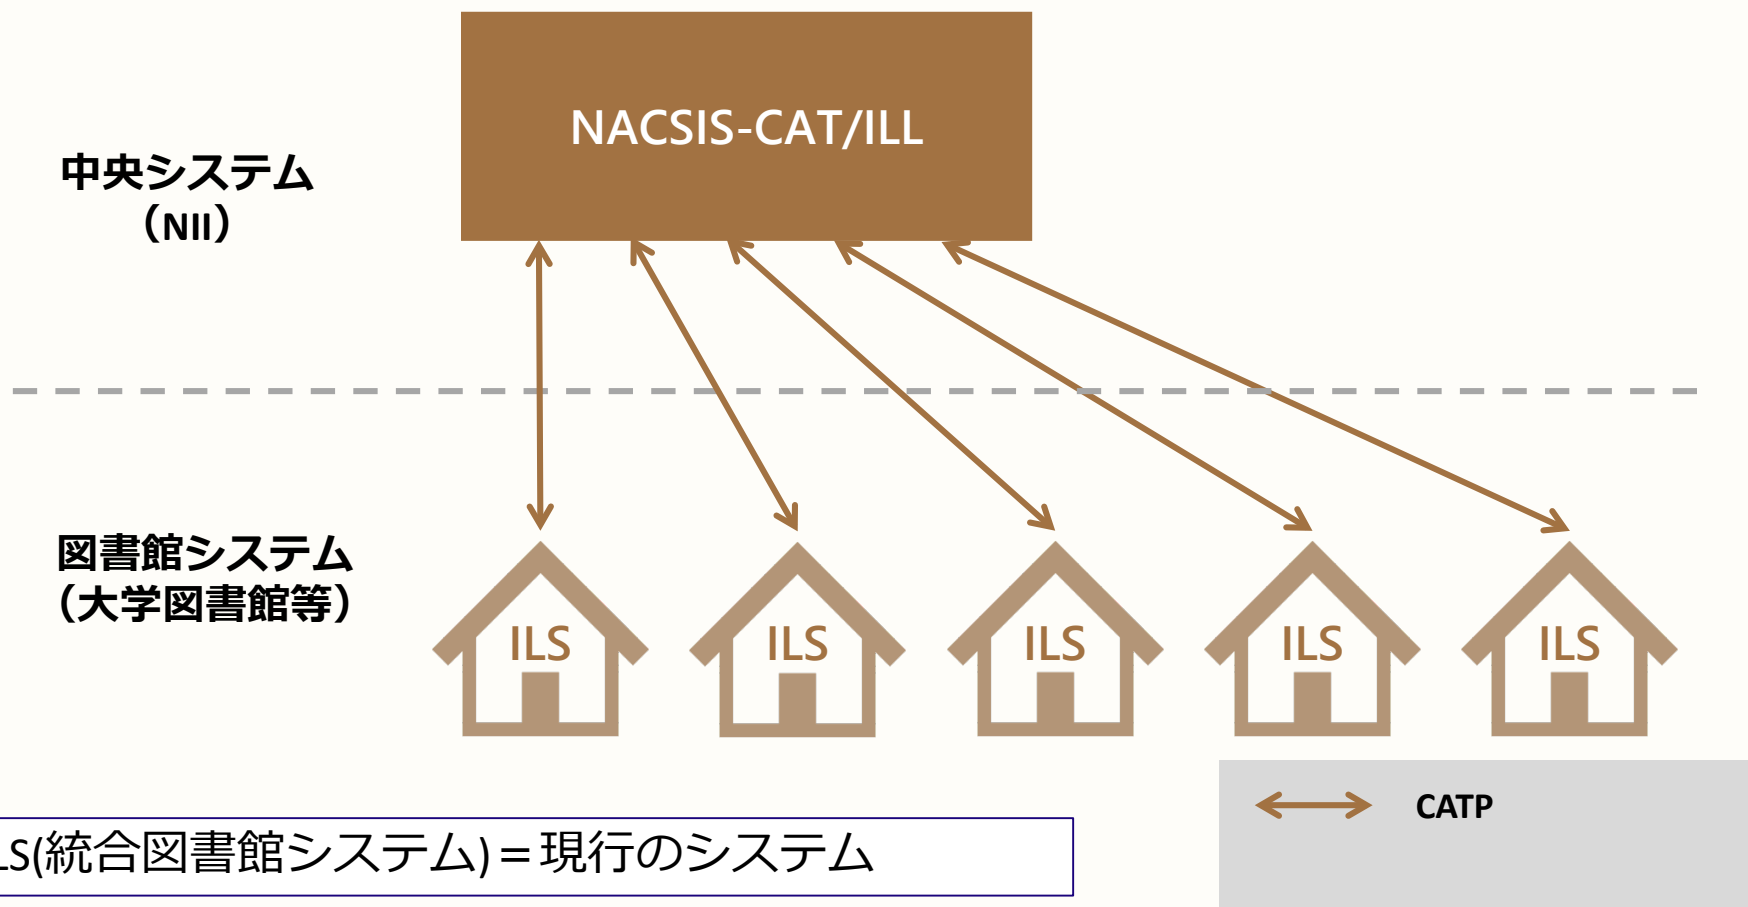 NACSIS-CAT/ILL
中央システム
（NII）
図書館システム
（大学図書館等）
ILS
ILS
ILS
ILS
ILS
CATP
LS(統合図書館システム)＝現行のシステム